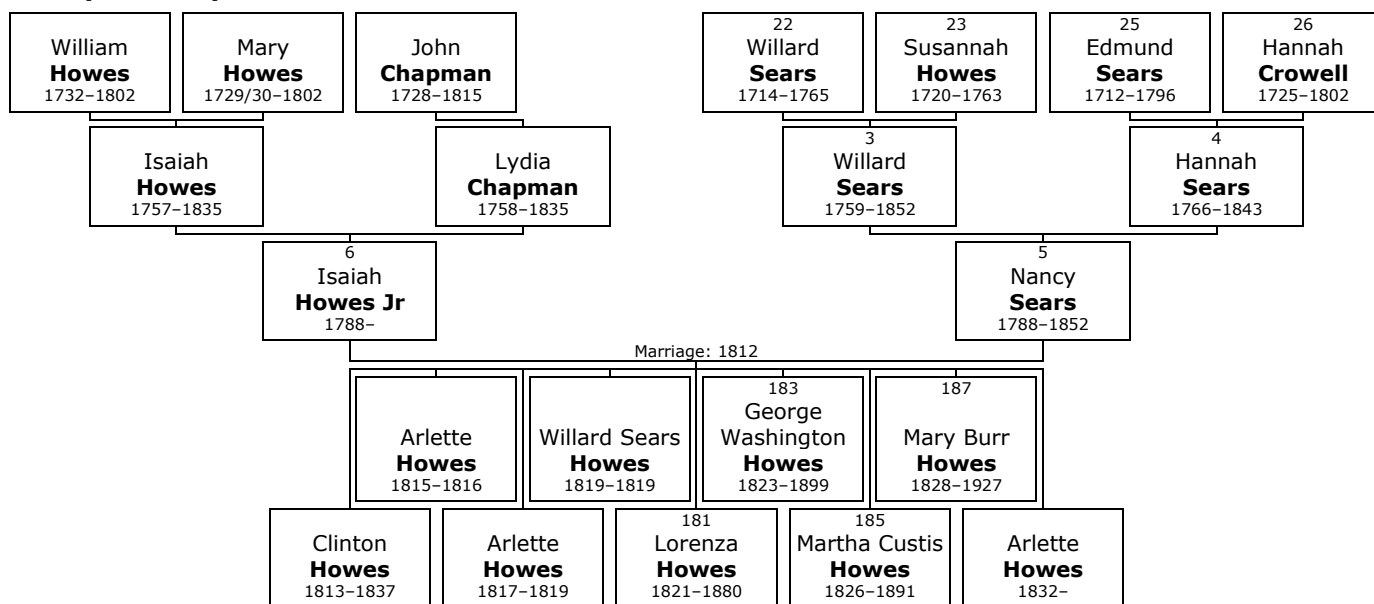 William
Howes
1732–1802
Mary
Howes
1729/30–1802
John
Chapman
1728–1815
22
Willard
Sears
1714–1765
23
Susannah
Howes
1720–1763
25
Edmund
Sears
1712–1796
26
Hannah
Crowell
1725–1802
Isaiah
Howes
1757–1835
Lydia
Chapman
1758–1835
3
Willard
Sears
1759–1852
4
Hannah
Sears
1766–1843
6
Isaiah
Howes Jr
1788–
5
Nancy
Sears
1788–1852
Marriage: 1812
Arlette
Howes
1815–1816
Willard Sears
Howes
1819–1819
183
George
Washington
Howes
1823–1899
187
Mary Burr
Howes
1828–1927
Clinton
Howes
1813–1837
Arlette
Howes
1817–1819
181
Lorenza
Howes
1821–1880
185
Martha Custis
Howes
1826–1891
Arlette
Howes
1832–